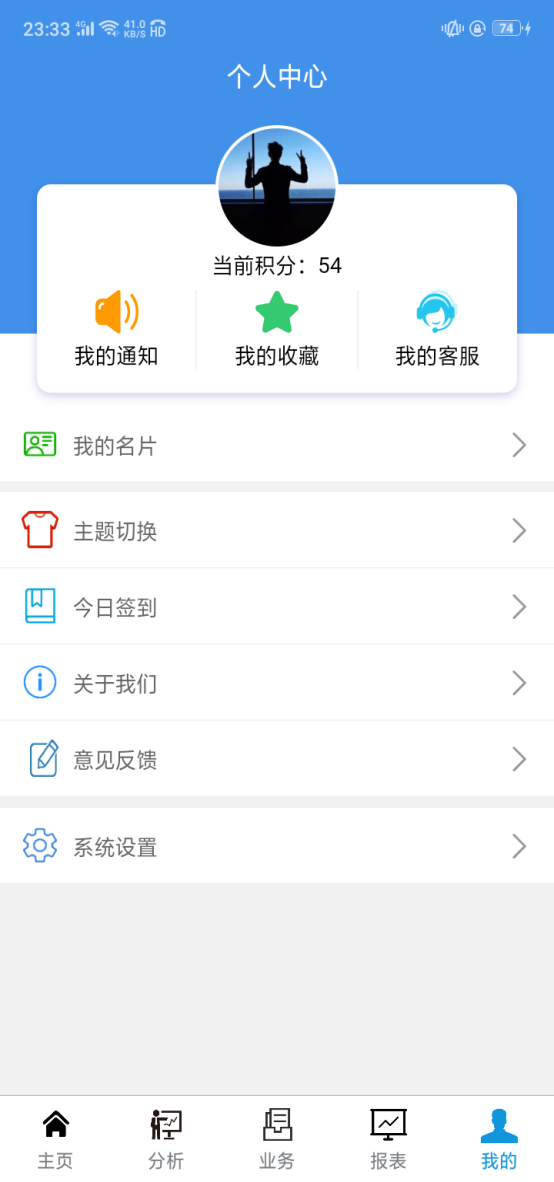 23:33 4G 41.0 KB/S HD 74
个人中心
当前积分：54
我的通知 我的收藏 我的客服
我的名片
主题切换
今日签到
关于我们
意见反馈
系统设置
主页 分析 业务 报表 我的